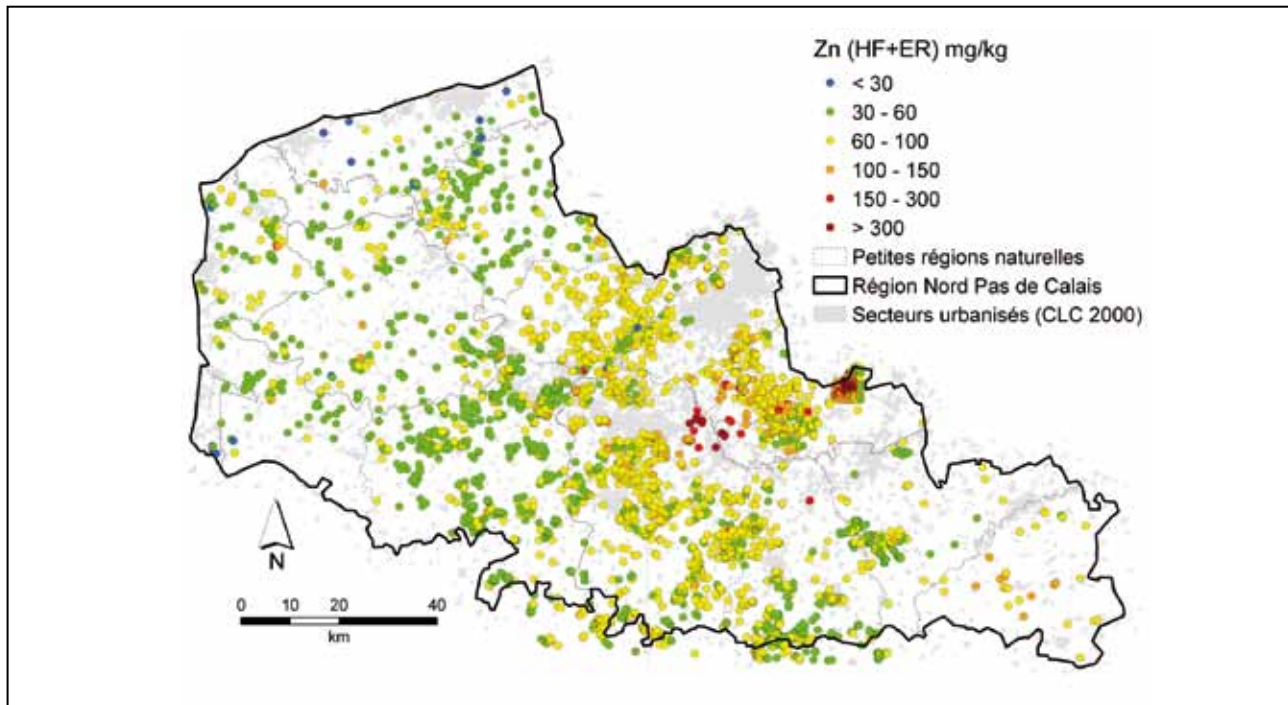 Zn (HF+ER) mg/kg
< 30
30 - 60
60 - 100
100 - 150
150 - 300
> 300
Petites régions naturelles
Région Nord Pas de Calais
Secteurs urbanisés (CLC 2000)
N
0 10 20 40
km